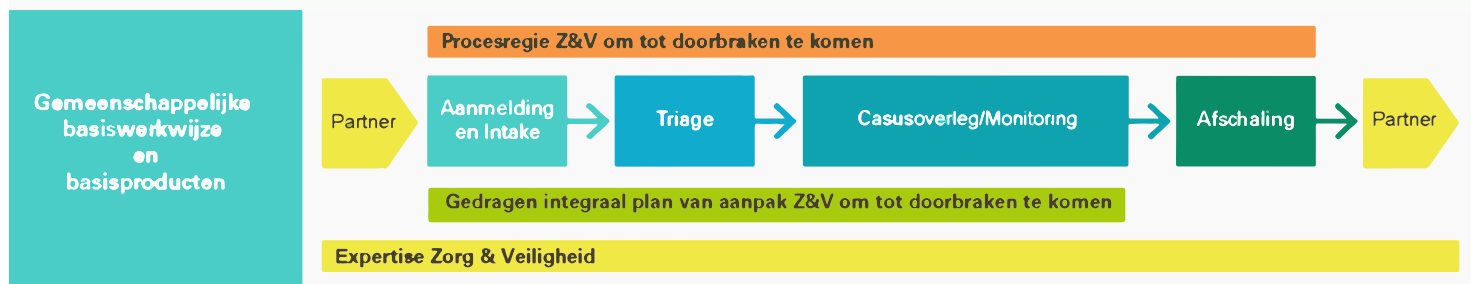 Gemeenschappelijke
basiswerkwijze
en
basisproducten
Procesregie Z&V om tot doorbraken te komen
Partner
Aanmelding
en Intake
Triage
Casusoverleg/Monitoring
Afschaling
Partner
Gedragen integraal plan van aanpak Z&V om tot doorbraken te komen
Expertise Zorg & Veiligheid